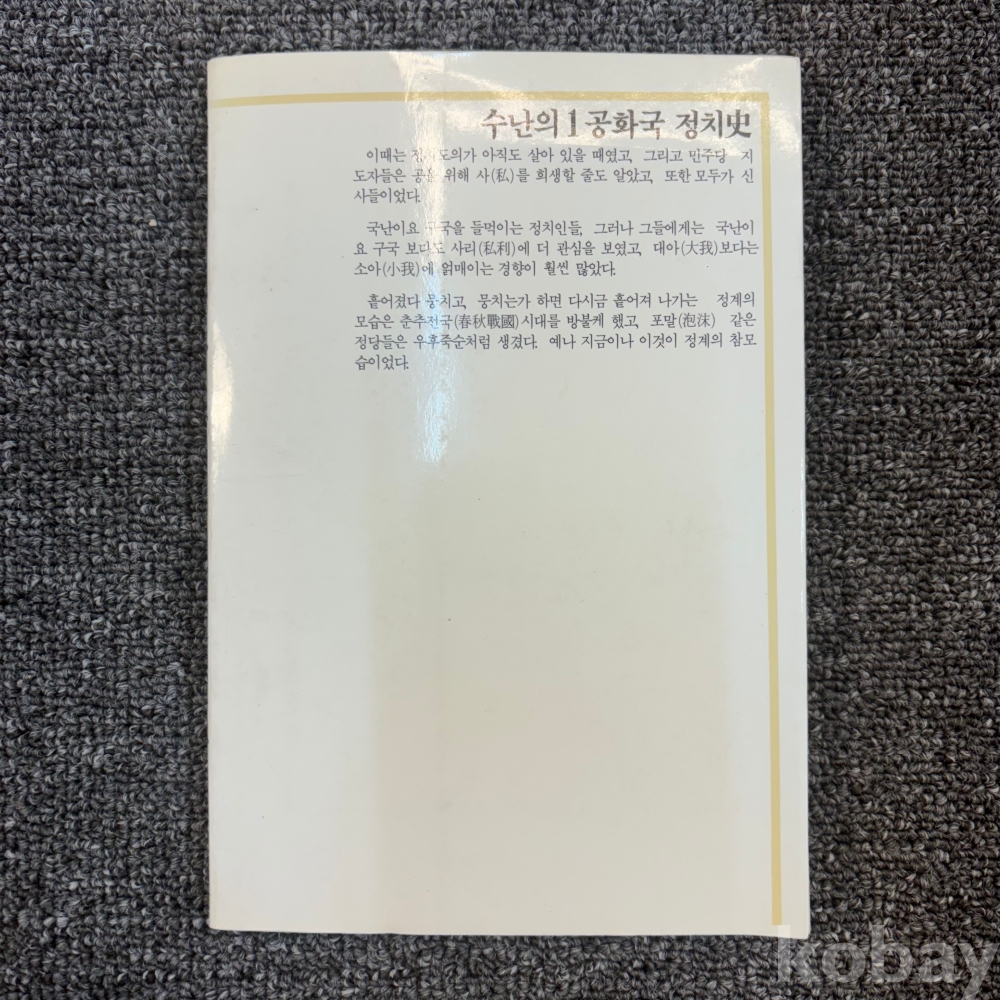 수난의 1 공화국 정치史
이때는 정치도의가 아직도 살아 있을 때였고, 그리고 민주당 지
도자들은 공을 위해 사(私)를 희생할 줄도 알았고, 또한 모두가 신
사들이었다.
국난이요 구국을 들먹이는 정치인들, 그러나 그들에게는 국난이
요 구국 보다도 사리(私利)에 더 관심을 보였고, 대아(大我)보다는
소아(小我)에 얽매이는 경향이 훨씬 많았다.
흩어졌다 뭉치고, 뭉치는가 하면 다시금 흩어져 나가는 정계의
모습은 춘추전국(春秋戰國)시대를 방불케 했고, 포말(泡沫) 같은
정당들은 우후죽순처럼 생겼다. 예나 지금이나 이것이 정계의 참모
습이었다.
kobay